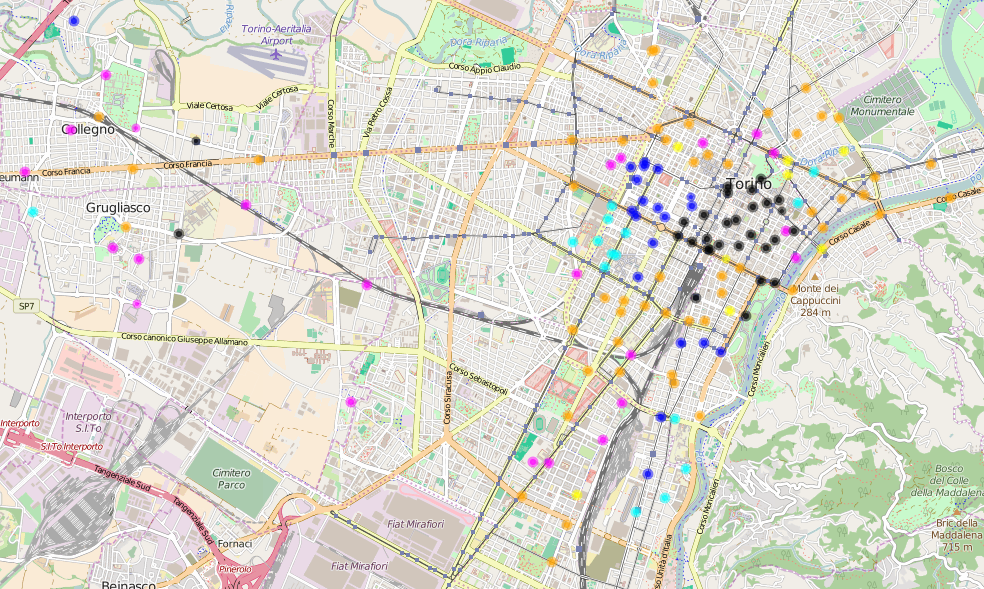 Torino-Aeritalia
Airport
Dora Riparia
Dora Riparia
Dora Riparia
Riparia
Corso Appio Claudio
Viale Certosa
Viale Certosa
Corso Marche
Via Pietro Cossa
Cimitero
Monumentale
Collegno
Corso Francia
Corso Francia
eumann
Torino
Corso Casale
Corso Casale
Grugliasco
SP7
Monte dei
Cappuccini
284 m
Corso canonico Giuseppe Allamano
Corso Sebastopoli
Corso Siracusa
Corso Moncalieri
Interporto
S.I.To
Interporto
S.I.To Interporto
Tangenziale Sud
Tangenziale Sud
Cimitero
Parco
Bosco
del Colle
della Maddalena
Corso Moncalieri
Fiat Mirafiori
Fiat Mirafiori
Bric della
Maddalena
715 m
Fornaci
Pinerolo
Beinasco
so Unità d'Italia